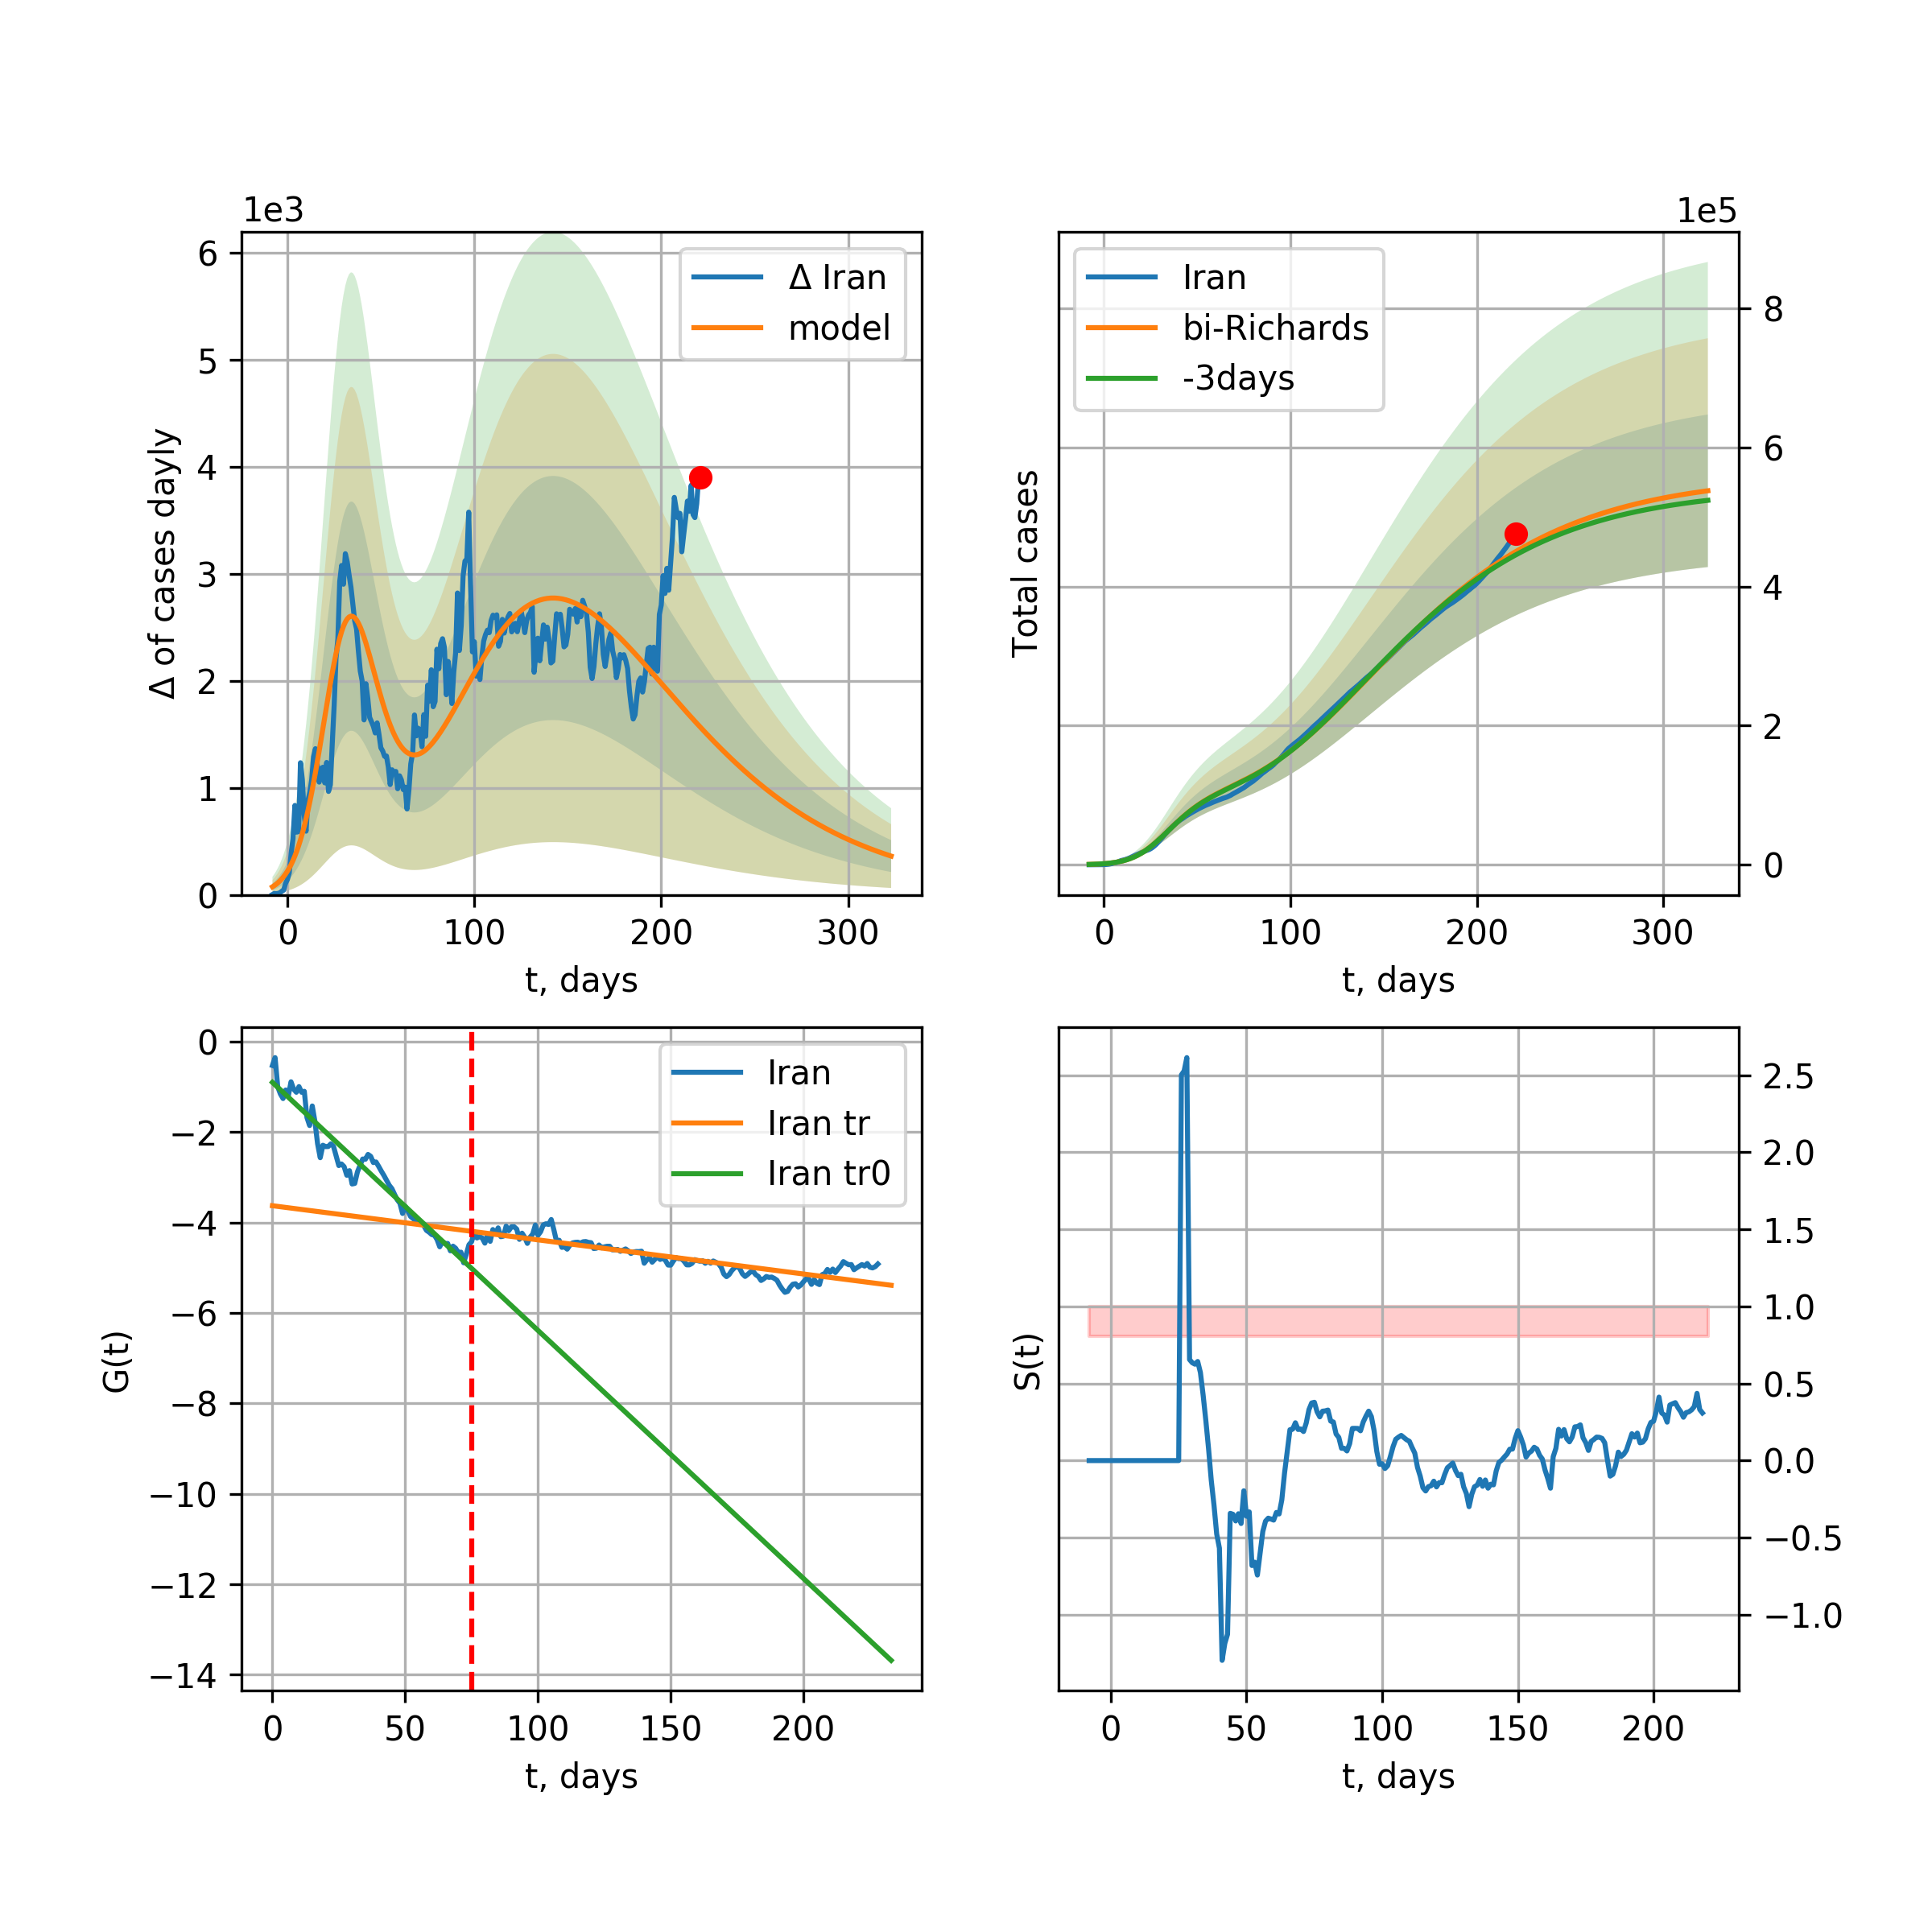 1e3
6
5
4
3
2
1
0
Δ of cases dayly
Δ Iran
model
0 100 200 300
t, days
1e5
Iran
bi-Richards
-3days
8
6
4
2
0
Total cases
0 100 200 300
t, days
0
−2
−4
−6
−8
−10
−12
−14
G(t)
Iran
Iran tr
Iran tr0
0 50 100 150 200
t, days
S(t)
2.5
2.0
1.5
1.0
0.5
0.0
−0.5
−1.0
0 50 100 150 200
t, days